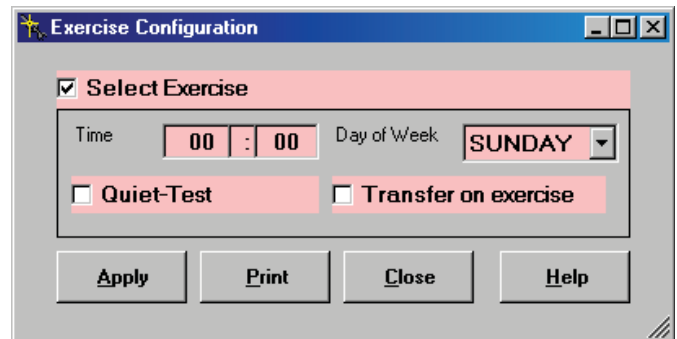 Exercise Configuration
Select Exercise
Time 00 : 00 Day of Week SUNDAY
Quiet-Test Transfer on exercise
Apply Print Close Help